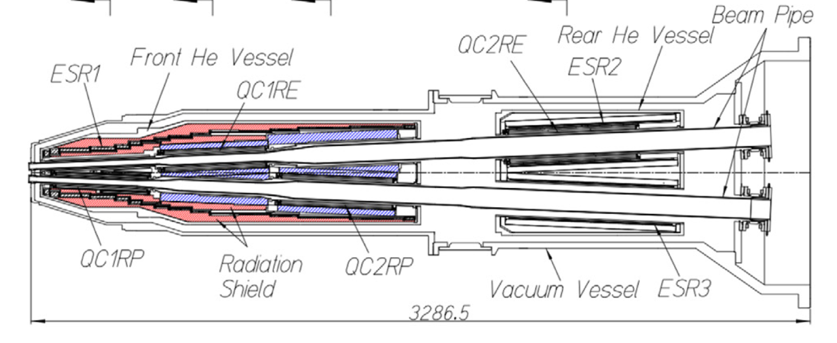 Beam Pipe
QC2RE
Rear He Vessel
Front He Vessel
ESR1
ESR2
QC1RE
QC1RP
Radiation
Shield
QC2RP
Vacuum Vessel
ESR3
3286.5